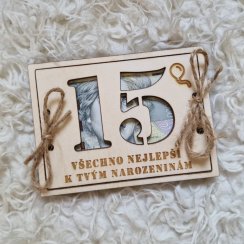 15
VŠECHNO NEJLEPŠÍ
K TVÝM NAROZENINÁM